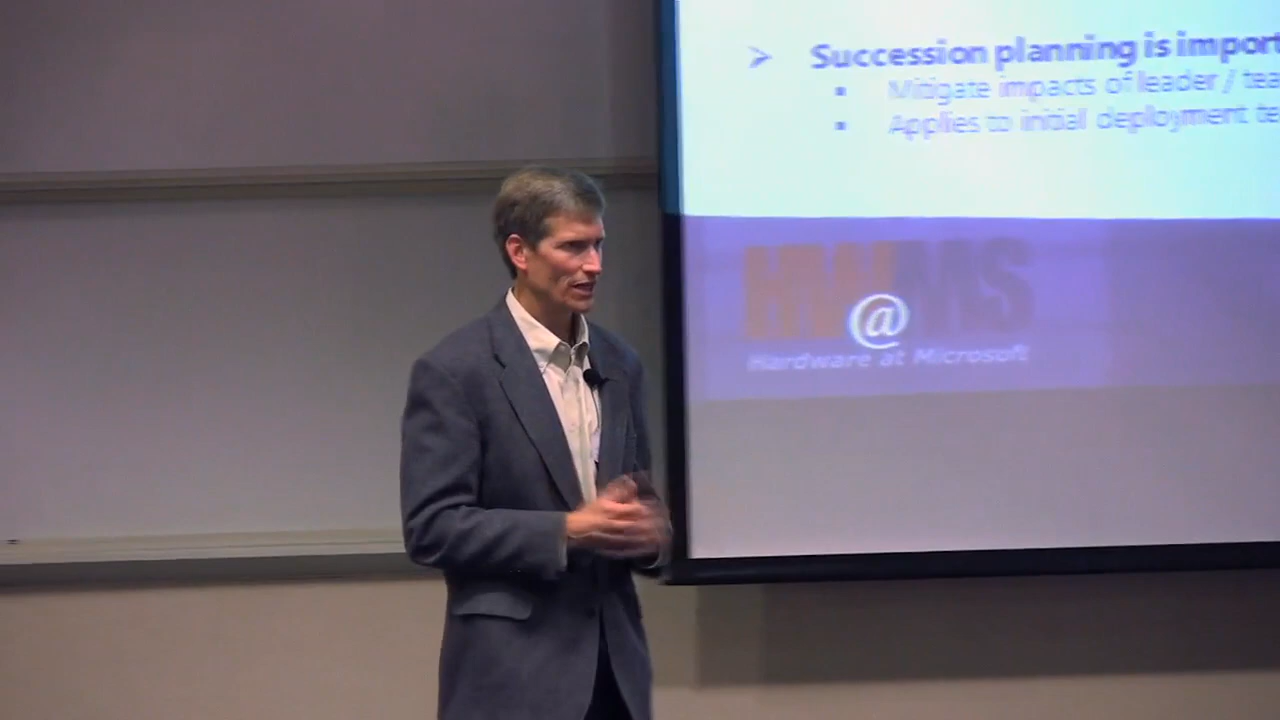 ➢ Succession planning is import
▪ Mitigate impacts of leader / tea
▪ Applies to initial deployment te
HW@MS
Hardware at Microsoft